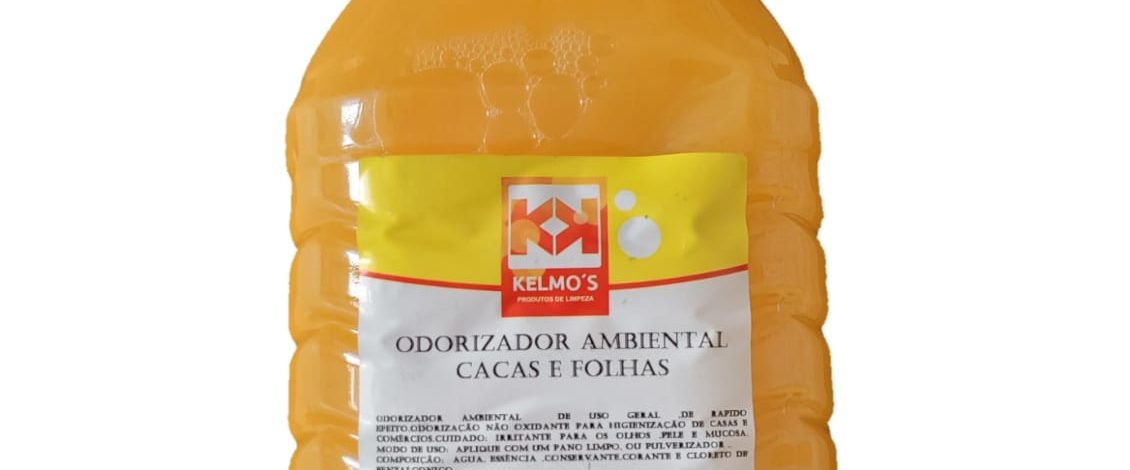 KELMO´S
PRODUTOS DE LIMPEZA
ODORIZADOR AMBIENTAL
CACAS E FOLHAS
ODORIZADOR AMBIENTAL DE USO GERAL ,DE RAPIDO
EFEITO.ODORIZAÇÃO NÃO OXIDANTE PARA HIGIENIZAÇÃO DE CASAS E
COMÉRCIOS.CUIDADO: IRRITANTE PARA OS OLHOS ,PELE E MUCOSA.
MODO DE USO: APLIQUE COM UM PANO LIMPO, OU PULVERIZADOR .
COMPOSIÇÃO: AGUA, ESSÊNCIA ,CONSERVANTE,CORANTE E CLORETO DE